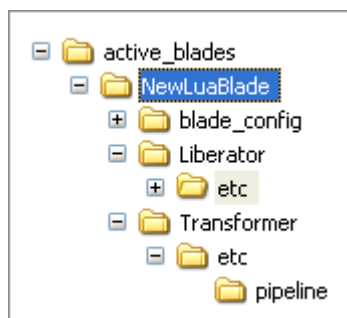 active_blades
NewLuaBlade
blade_config
Liberator
etc
Transformer
etc
pipeline